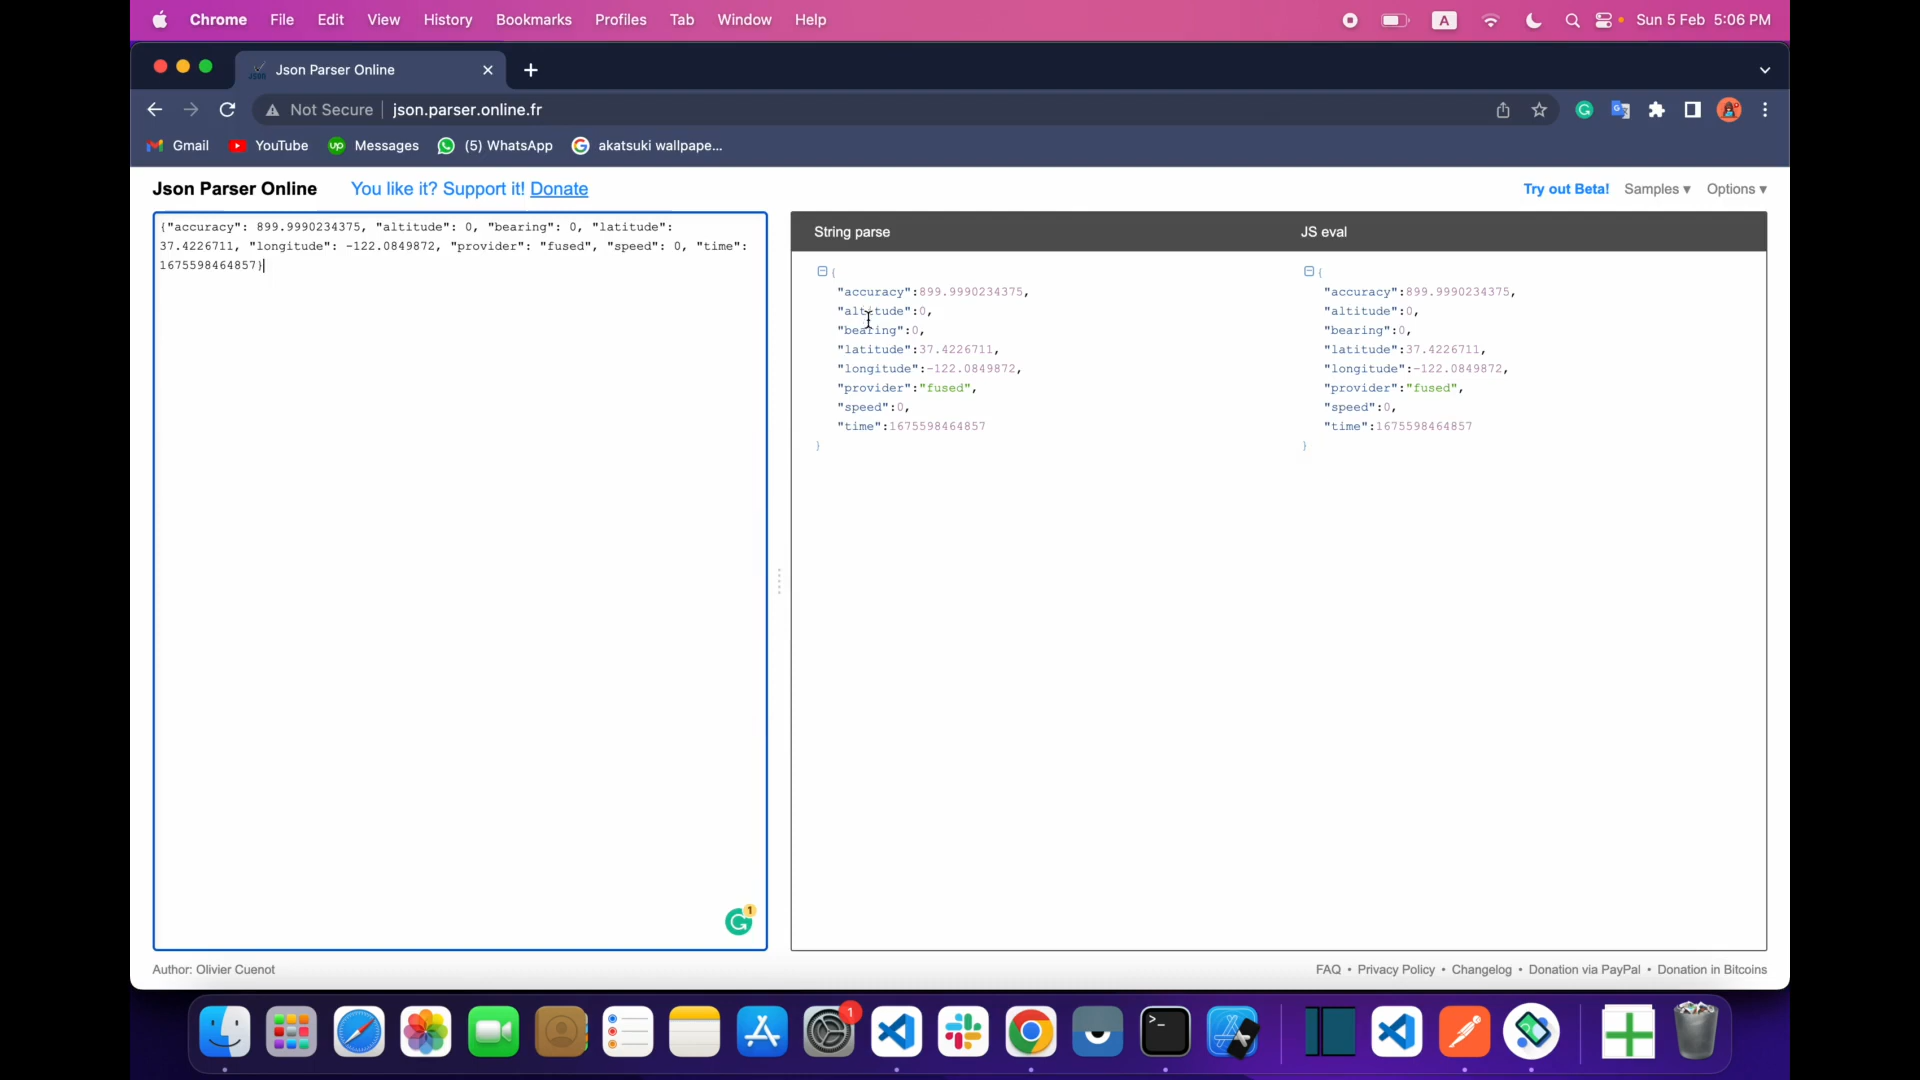 Chrome File Edit View History Bookmarks Profiles Tab Window Help
A
Sun 5 Feb 5:06 PM
Json Parser Online
Not Secure | json.parser.online.fr
Gmail YouTube Messages (5) WhatsApp akatsuki wallpape...
Json Parser Online You like it? Support it! Donate
Try out Beta! Samples ▾ Options ▾
{"accuracy": 899.9990234375, "altitude": 0, "bearing": 0, "latitude":
37.4226711, "longitude": -122.0849872, "provider": "fused", "speed": 0, "time":
1675598464857}
String parse
{
"accuracy":899.9990234375,
"altitude":0,
"bearing":0,
"latitude":37.4226711,
"longitude":-122.0849872,
"provider":"fused",
"speed":0,
"time":1675598464857
}
JS eval
{
"accuracy":899.9990234375,
"altitude":0,
"bearing":0,
"latitude":37.4226711,
"longitude":-122.0849872,
"provider":"fused",
"speed":0,
"time":1675598464857
}
1
Author: Olivier Cuenot
FAQ • Privacy Policy • Changelog • Donation via PayPal • Donation in Bitcoins
1